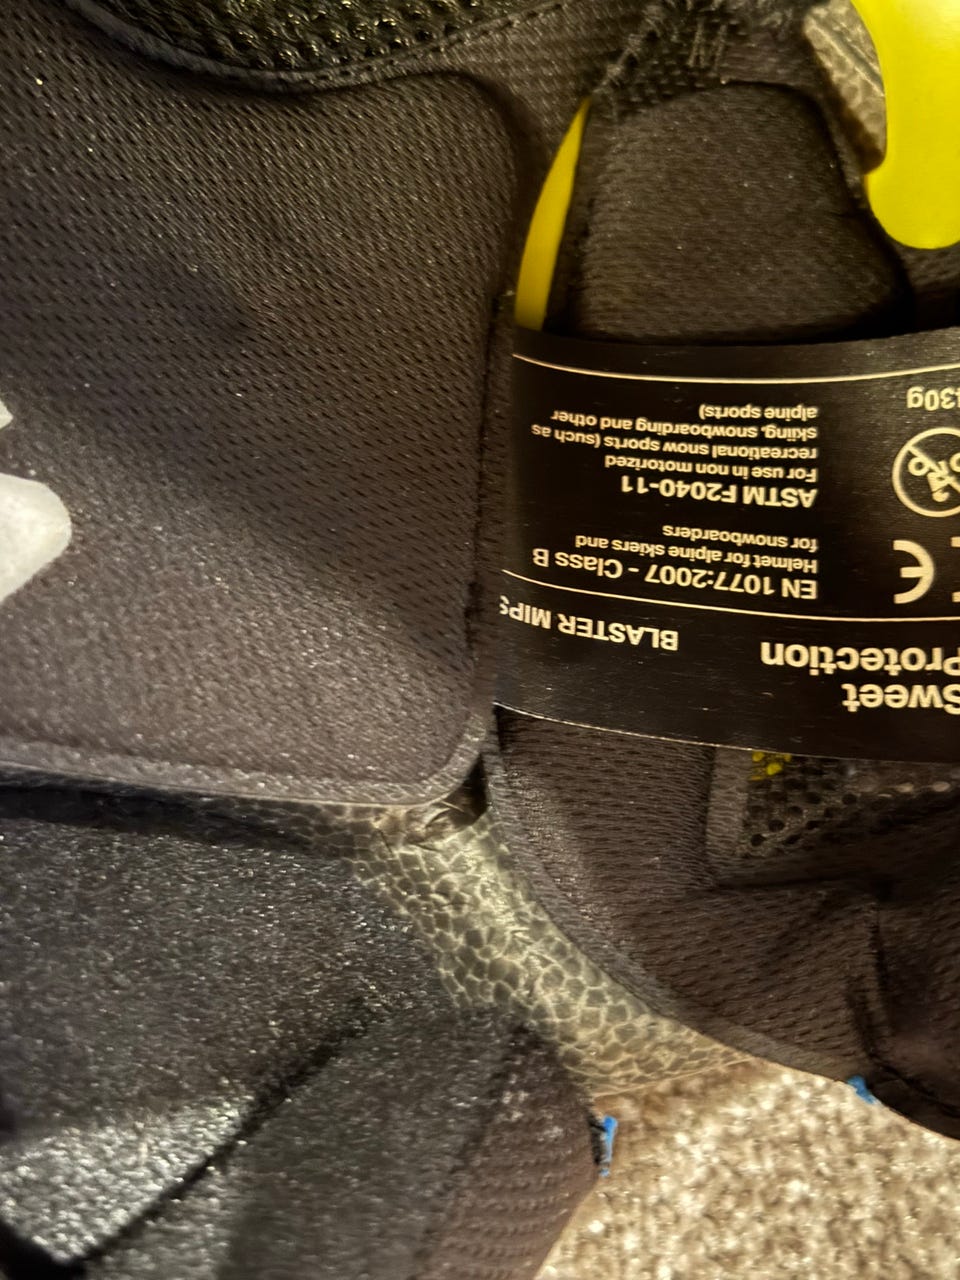 Sweet
Protection
BLASTER MIPS
EN 1077:2007 - Class B
Helmet for alpine skiers and
for snowboarders
ASTM F2040-11
For use in non motorized
recreational snow sports (such as
skiing, snowboarding and other
alpine sports)